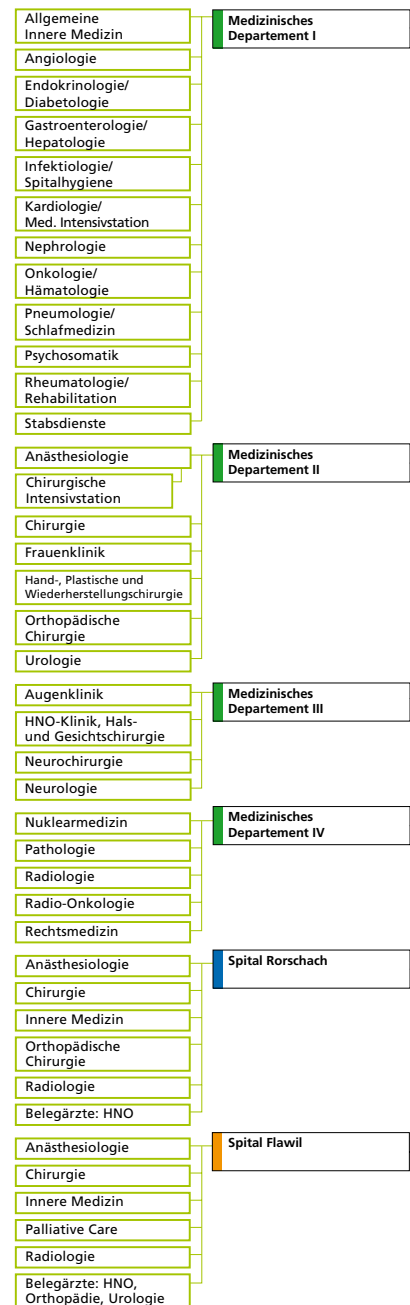 Allgemeine
Innere Medizin
Medizinisches
Departement I
Angiologie
Endokrinologie/
Diabetologie
Gastroenterologie/
Hepatologie
Infektiologie/
Spitalhygiene
Kardiologie/
Med. Intensivstation
Nephrologie
Onkologie/
Hämatologie
Pneumologie/
Schlafmedizin
Psychosomatik
Rheumatologie/
Rehabilitation
Stabsdienste
Anästhesiologie
Medizinisches
Departement II
Chirurgische
Intensivstation
Chirurgie
Frauenklinik
Hand-, Plastische und
Wiederherstellungschirurgie
Orthopädische
Chirurgie
Urologie
Augenklinik
Medizinisches
Departement III
HNO-Klinik, Hals-
und Gesichtschirurgie
Neurochirurgie
Neurologie
Nuklearmedizin
Medizinisches
Departement IV
Pathologie
Radiologie
Radio-Onkologie
Rechtsmedizin
Anästhesiologie
Spital Rorschach
Chirurgie
Innere Medizin
Orthopädische
Chirurgie
Radiologie
Belegärzte: HNO
Anästhesiologie
Spital Flawil
Chirurgie
Innere Medizin
Palliative Care
Radiologie
Belegärzte: HNO,
Orthopädie, Urologie